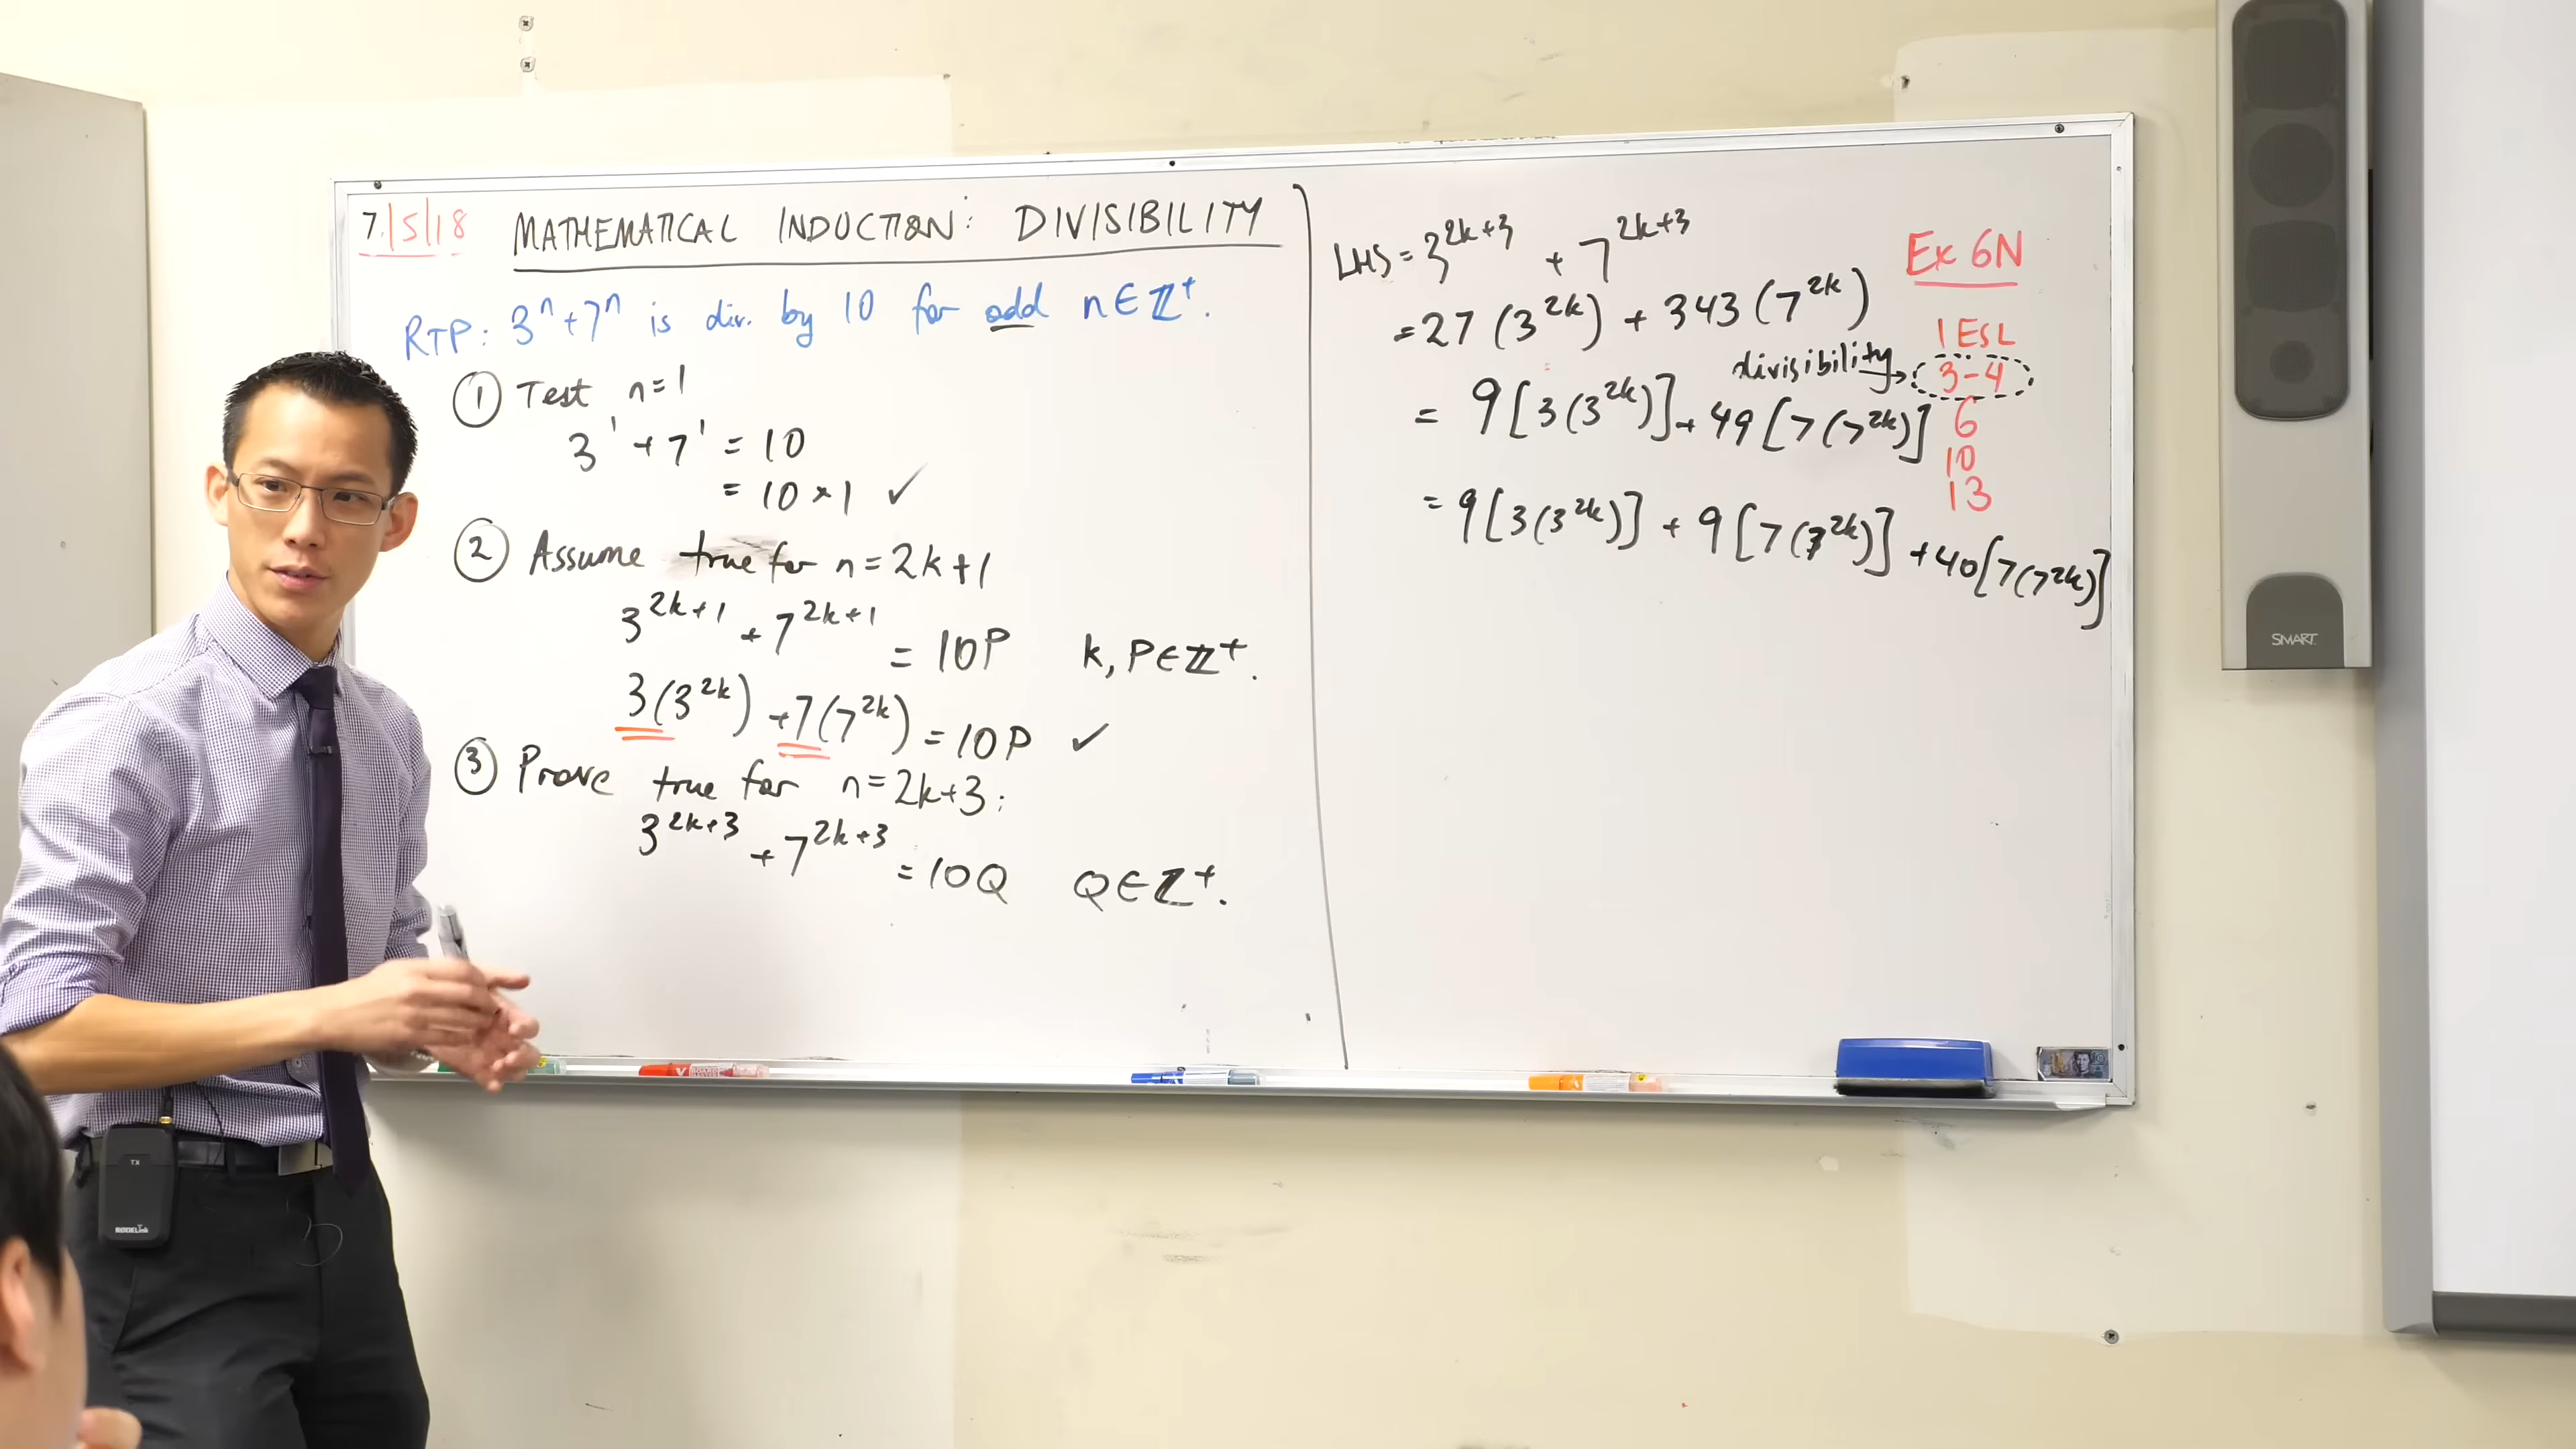 7/5/18 MATHEMATICAL INDUCTION: DIVISIBILITY
RTP: 3ⁿ+7ⁿ is div. by 10 for odd n∈ℤ⁺.
① Test n=1
3¹+7¹ = 10
= 10×1 ✓
② Assume true for n=2k+1
3^(2k+1) + 7^(2k+1) = 10P k, P∈ℤ⁺.
3(3^(2k)) + 7(7^(2k)) = 10P ✓
③ Prove true for n=2k+3:
3^(2k+3) + 7^(2k+3) = 10Q Q∈ℤ⁺.
LHS = 3^(2k+3) + 7^(2k+3)
= 27(3^(2k)) + 343(7^(2k))
= 9[3(3^(2k))] + 49[7(7^(2k))]
= 9[3(3^(2k))] + 9[7(7^(2k))] + 40[7(7^(2k))]
Ex 6N
1 ESL
divisibility → 3-4
6
10
13
SMART
TX
RØDELink